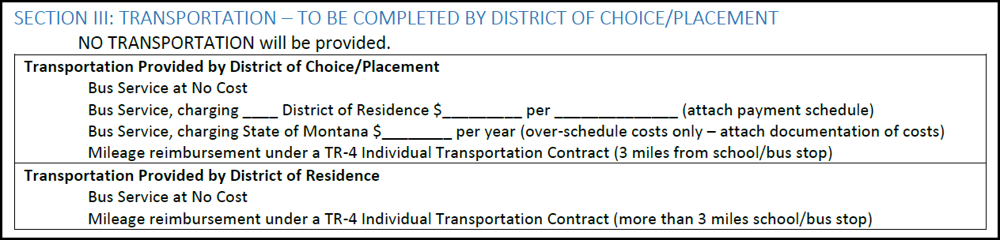 SECTION III: TRANSPORTATION – TO BE COMPLETED BY DISTRICT OF CHOICE/PLACEMENT
NO TRANSPORTATION will be provided.
Transportation Provided by District of Choice/Placement
Bus Service at No Cost
Bus Service, charging ____ District of Residence $_________ per ______________ (attach payment schedule)
Bus Service, charging State of Montana $________ per year (over-schedule costs only – attach documentation of costs)
Mileage reimbursement under a TR-4 Individual Transportation Contract (3 miles from school/bus stop)
Transportation Provided by District of Residence
Bus Service at No Cost
Mileage reimbursement under a TR-4 Individual Transportation Contract (more than 3 miles school/bus stop)